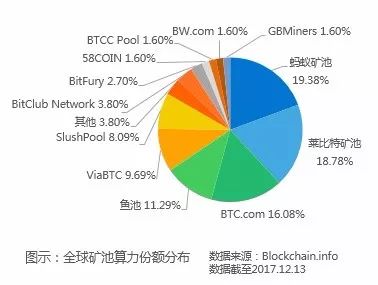 BW.com 1.60%
GBMiners 1.60%
BTCC Pool 1.60%
58COIN 1.60%
BitFury 2.70%
BitClub Network 3.80%
其他 3.80%
SlushPool 8.09%
ViaBTC 9.69%
鱼池 11.29%
BTC.com 16.08%
莱比特矿池
18.78%
蚂蚁矿池
19.38%
图示：全球矿池算力份额分布
数据来源：Blockchain.info
数据截至2017.12.13